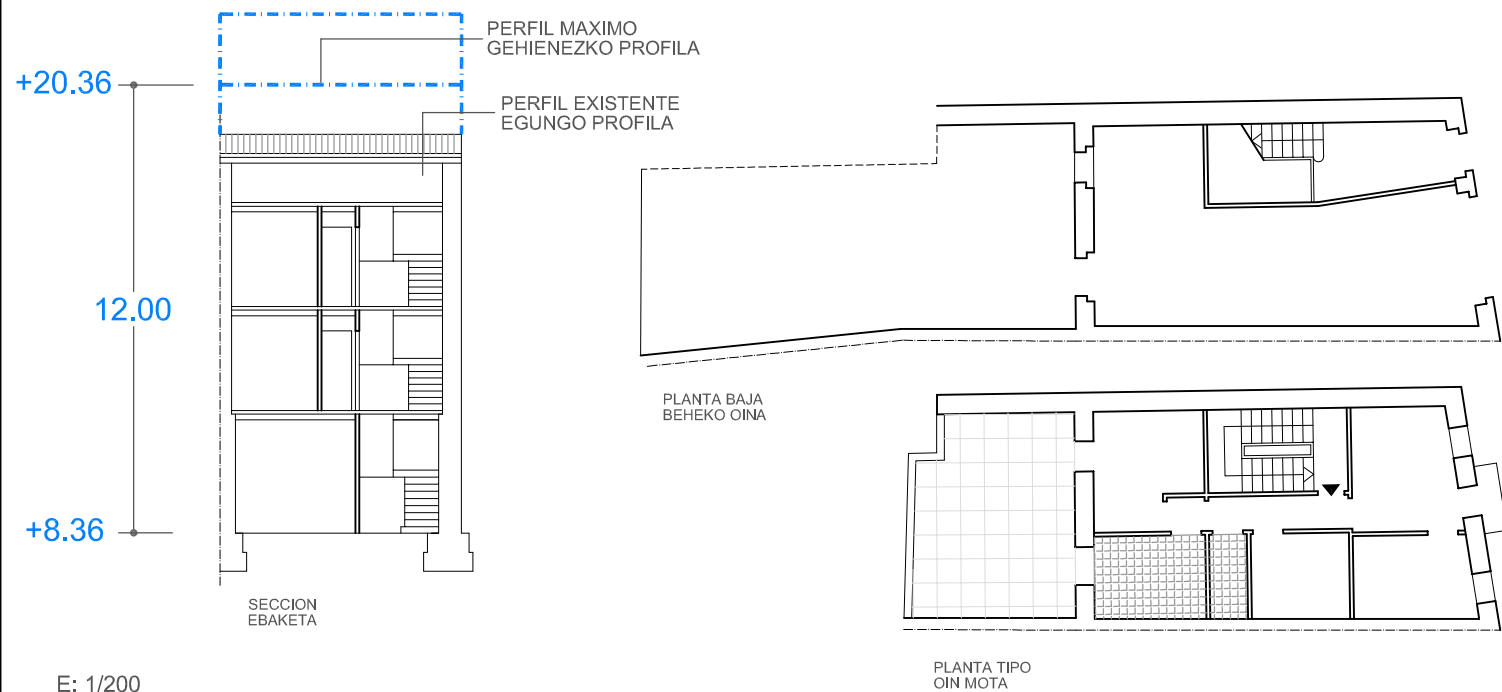 PERFIL MAXIMO
GEHIENEZKO PROFILA
+20.36
PERFIL EXISTENTE
EGUNGO PROFILA
12.00
+8.36
SECCION
EBAKETA
E: 1/200
PLANTA BAJA
BEHEKO OINA
PLANTA TIPO
OIN MOTA